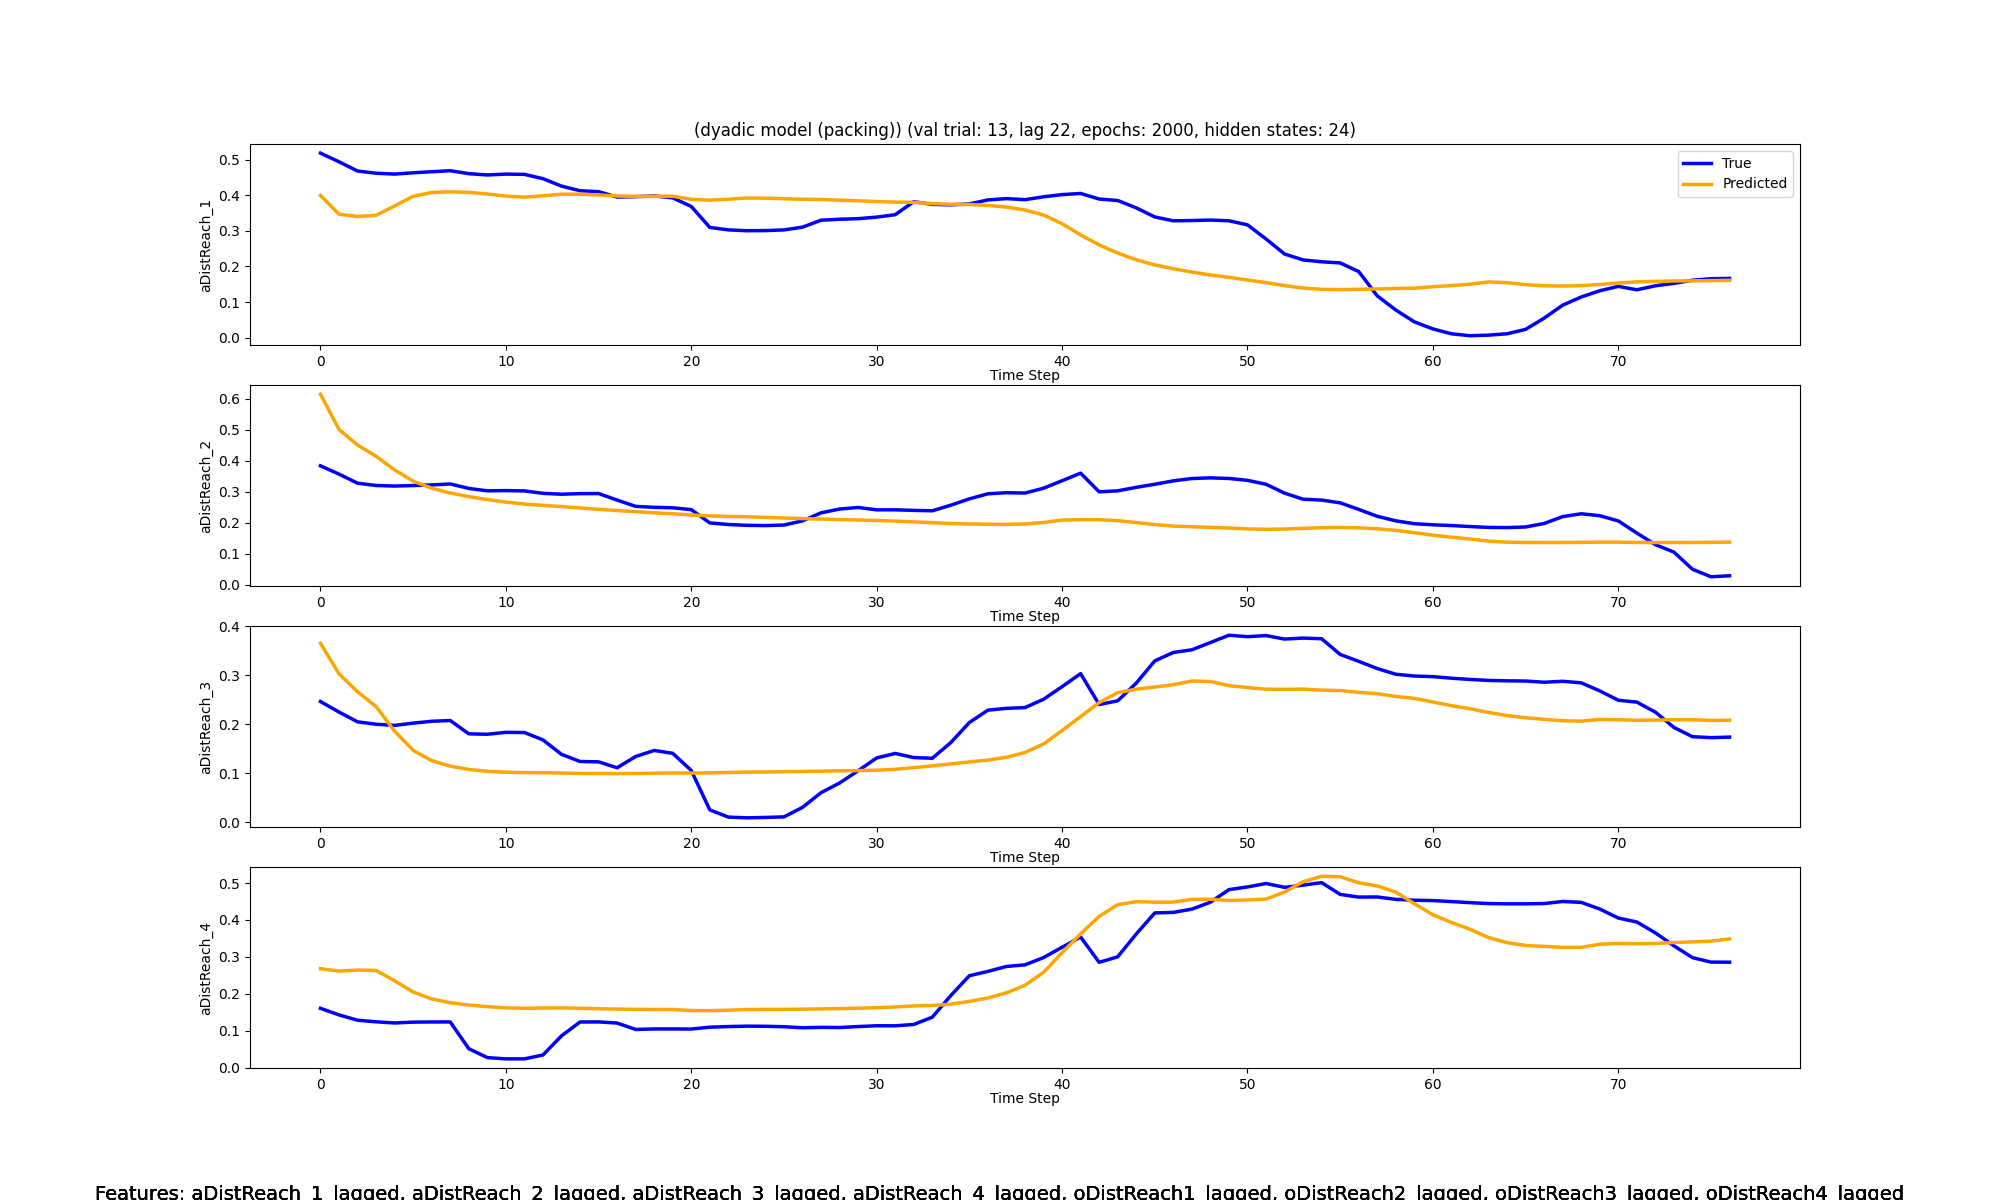 (dyadic model (packing)) (val trial: 13, lag 22, epochs: 2000, hidden states: 24)
True
Predicted
aDistReach_1
0.5
0.4
0.3
0.2
0.1
0.0
0 10 20 30 40 50 60 70
Time Step
aDistReach_2
0.6
0.5
0.4
0.3
0.2
0.1
0.0
0 10 20 30 40 50 60 70
Time Step
aDistReach_3
0.4
0.3
0.2
0.1
0.0
0 10 20 30 40 50 60 70
Time Step
aDistReach_4
0.5
0.4
0.3
0.2
0.1
0.0
0 10 20 30 40 50 60 70
Time Step
Features: aDistReach_1_lagged, aDistReach_2_lagged, aDistReach_3_lagged, aDistReach_4_lagged, oDistReach1_lagged, oDistReach2_lagged, oDistReach3_lagged, oDistReach4_lagged